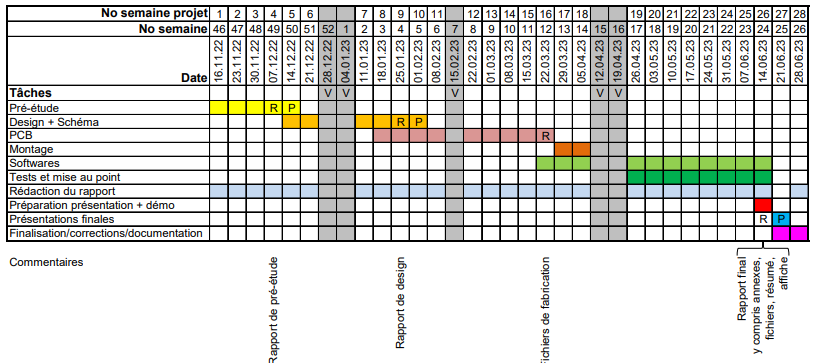 No semaine projet 1 2 3 4 5 6 7 8 9 10 11 12 13 14 15 16 17 18 19 20 21 22 23 24 25 26 27 28
No semaine 46 47 48 49 50 51 52 1 2 3 4 5 6 7 8 9 10 11 12 13 14 15 16 17 18 19 20 21 22 23 24 25 26
Date 16.11.22 23.11.22 30.11.22 07.12.22 14.12.22 21.12.22 28.12.22 04.01.23 11.01.23 18.01.23 25.01.23 01.02.23 08.02.23 15.02.23 22.02.23 01.03.23 08.03.23 15.03.23 22.03.23 29.03.23 05.04.23 12.04.23 19.04.23 26.04.23 03.05.23 10.05.23 17.05.23 24.05.23 31.05.23 07.06.23 14.06.23 21.06.23 28.06.23
Tâches V V V V V
Pré-étude R P
Design + Schéma R P
PCB R
Montage
Softwares
Tests et mise au point
Rédaction du rapport
Préparation présentation + démo
Présentations finales R P
Finalisation/corrections/documentation
Commentaires
Rapport de pré-étude
Rapport de design
Fichiers de fabrication
Rapport final
y compris annexes,
fichiers, résumé,
affiche